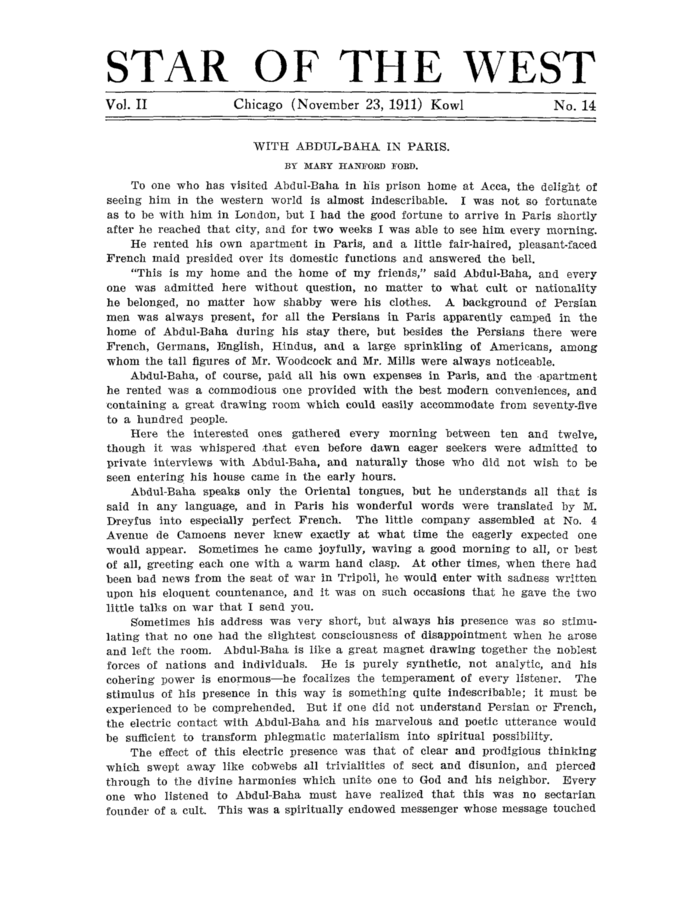 STAR OF THE WEST
Vol. II Chicago (November 23, 1911) Kowl No. 14
WITH ABDUL-BAHA IN PARIS.
BY MARY HANFORD FORD.
To one who has visited Abdul-Baha in his prison home at Acca, the delight of
seeing him in the western world is almost indescribable. I was not so fortunate
as to be with him in London, but I had the good fortune to arrive in Paris shortly
after he reached that city, and for two weeks I was able to see him every morning.
He rented his own apartment in Paris, and a little fair-haired, pleasant-faced
French maid presided over its domestic functions and answered the bell.
"This is my home and the home of my friends," said Abdul-Baha, and every
one was admitted here without question, no matter to what cult or nationality
he belonged, no matter how shabby were his clothes. A background of Persian
men was always present, for all the Persians in Paris apparently camped in the
home of Abdul-Baha during his stay there, but besides the Persians there were
French, Germans, English, Hindus, and a large sprinkling of Americans, among
whom the tall figures of Mr. Woodcock and Mr. Mills were always noticeable.
Abdul-Baha, of course, paid all his own expenses in Paris, and the apartment
he rented was a commodious one provided with the best modern conveniences, and
containing a great drawing room which could easily accommodate from seventy-five
to a hundred people.
Here the interested ones gathered every morning between ten and twelve,
though it was whispered that even before dawn eager seekers were admitted to
private interviews with Abdul-Baha, and naturally those who did not wish to be
seen entering his house came in the early hours.
Abdul-Baha speaks only the Oriental tongues, but he understands all that is
said in any language, and in Paris his wonderful words were translated by M.
Dreyfus into especially perfect French. The little company assembled at No. 4
Avenue de Camoens never knew exactly at what time the eagerly expected one
would appear. Sometimes he came joyfully, waving a good morning to all, or best
of all, greeting each one with a warm hand clasp. At other times, when there had
been bad news from the seat of war in Tripoli, he would enter with sadness written
upon his eloquent countenance, and it was on such occasions that he gave the two
little talks on war that I send you.
Sometimes his address was very short, but always his presence was so stimu-
lating that no one had the slightest consciousness of disappointment when he arose
and left the room. Abdul-Baha is like a great magnet drawing together the noblest
forces of nations and individuals. He is purely synthetic, not analytic, and his
cohering power is enormous—he focalizes the temperament of every listener. The
stimulus of his presence in this way is something quite indescribable; it must be
experienced to be comprehended. But if one did not understand Persian or French,
the electric contact with Abdul-Baha and his marvelous and poetic utterance would
be sufficient to transform phlegmatic materialism into spiritual possibility.
The effect of this electric presence was that of clear and prodigious thinking
which swept away like cobwebs all trivialities of sect and disunion, and pierced
through to the divine harmonies which unite one to God and his neighbor. Every
one who listened to Abdul-Baha must have realized that this was no sectarian
founder of a cult. This was a spiritually endowed messenger whose message touched